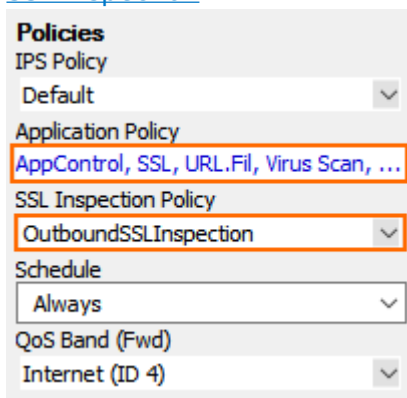 Policies
IPS Policy
Default
Application Policy
AppControl, SSL, URL.Fil, Virus Scan, ...
SSL Inspection Policy
OutboundSSLInspection
Schedule
Always
QoS Band (Fwd)
Internet (ID 4)